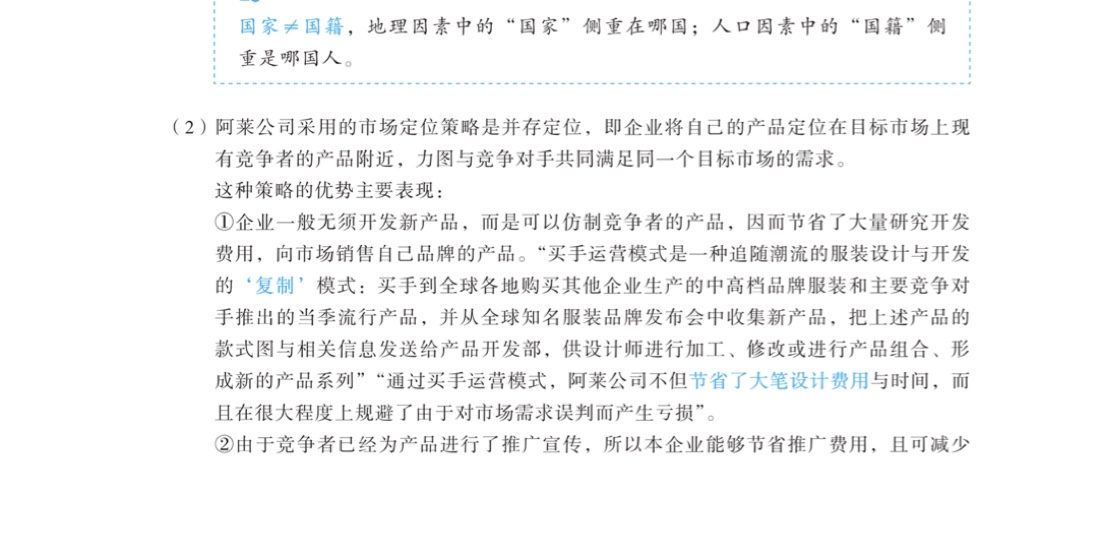 国家≠国籍，地理因素中的“国家”侧重在哪国；人口因素中的“国籍”侧
重是哪国人。
（2）阿莱公司采用的市场定位策略是并存定位，即企业将自己的产品定位在目标市场上现
有竞争者的产品附近，力图与竞争对手共同满足同一个目标市场的需求。
这种策略的优势主要表现：
①企业一般无须开发新产品，而是可以仿制竞争者的产品，因而节省了大量研究开发
费用，向市场销售自己品牌的产品。“买手运营模式是一种追随潮流的服装设计与开发
的‘复制’模式：买手到全球各地购买其他企业生产的中高档品牌服装和主要竞争对
手推出的当季流行产品，并从全球知名服装品牌发布会中收集新产品，把上述产品的
款式图与相关信息发送给产品开发部，供设计师进行加工、修改或进行产品组合、形
成新的产品系列”“通过买手运营模式，阿莱公司不但节省了大笔设计费用与时间，而
且在很大程度上规避了由于对市场需求误判而产生亏损”。
②由于竞争者已经为产品进行了推广宣传，所以本企业能够节省推广费用，且可减少